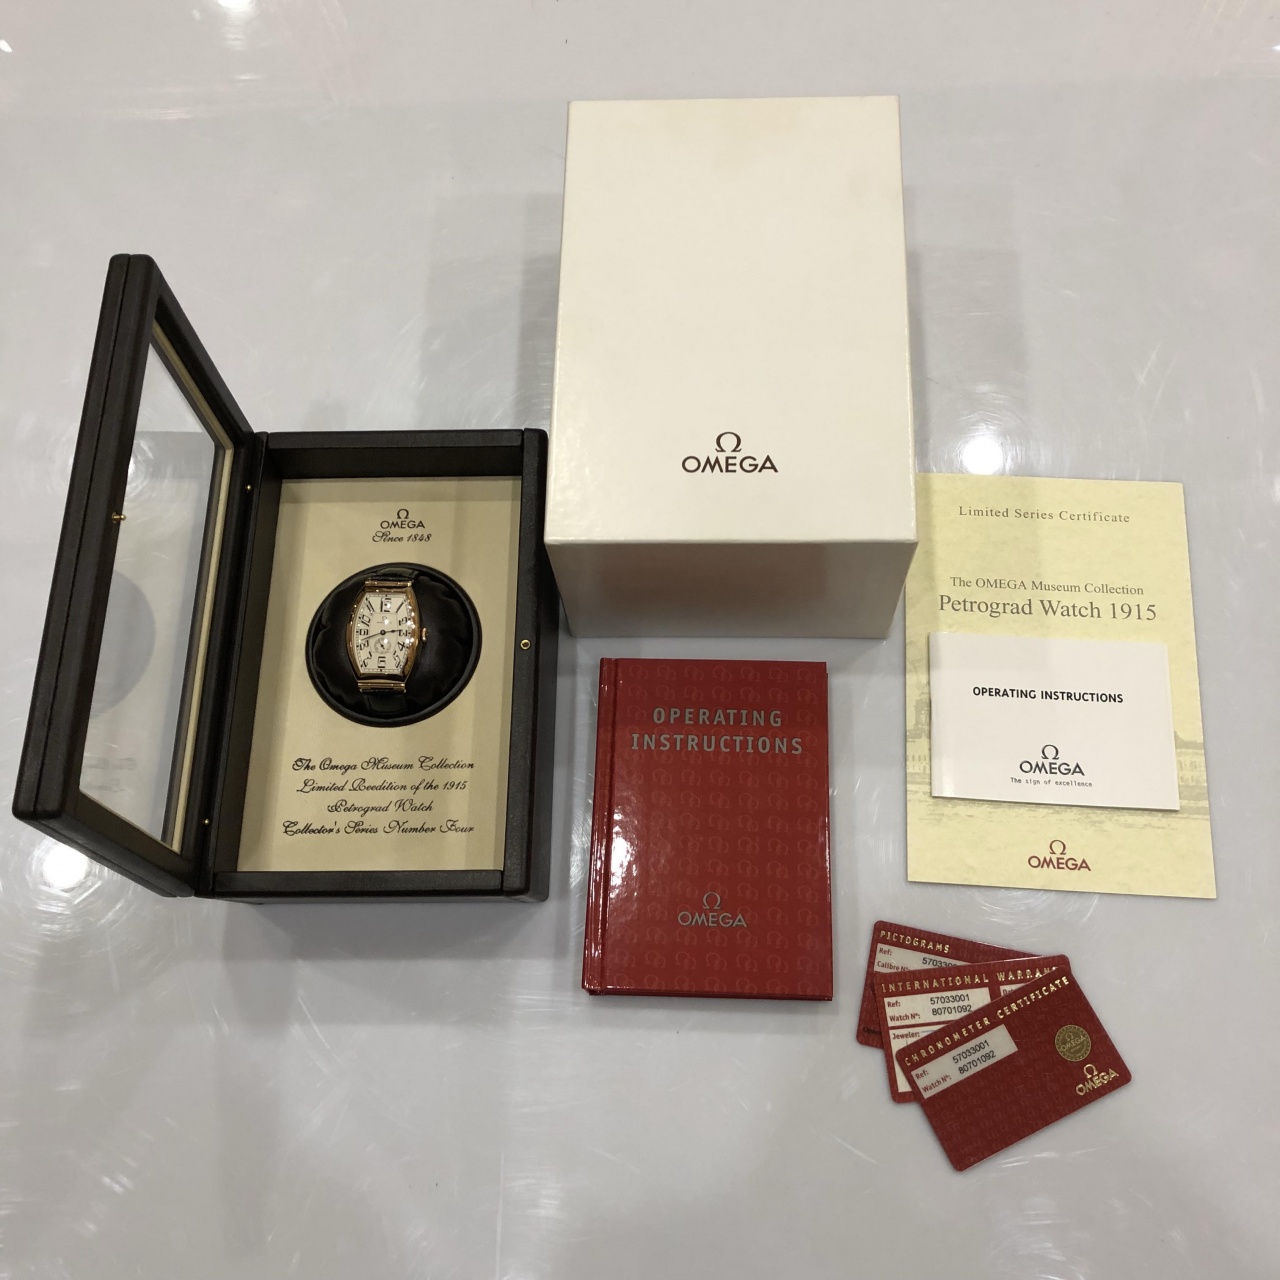 OMEGA
Since 1848
The Omega Museum Collection
Limited Reedition of the 1915
Petrograd Watch
Collector's Series Number Four
OMEGA
OPERATING
INSTRUCTIONS
OMEGA
Limited Series Certificate
The OMEGA Museum Collection
Petrograd Watch 1915
OPERATING INSTRUCTIONS
OMEGA
The sign of excellence
OMEGA
PICTOGRAMS
Ref:
Calibre Nº
INTERNATIONAL
Ref: 57033001
Watch Nº: 80701092
Jeweler:
CHRONOMETER CERTIFICATE
Ref: 57033001
Watch Nº: 80701092
OMEGA
OMEGA